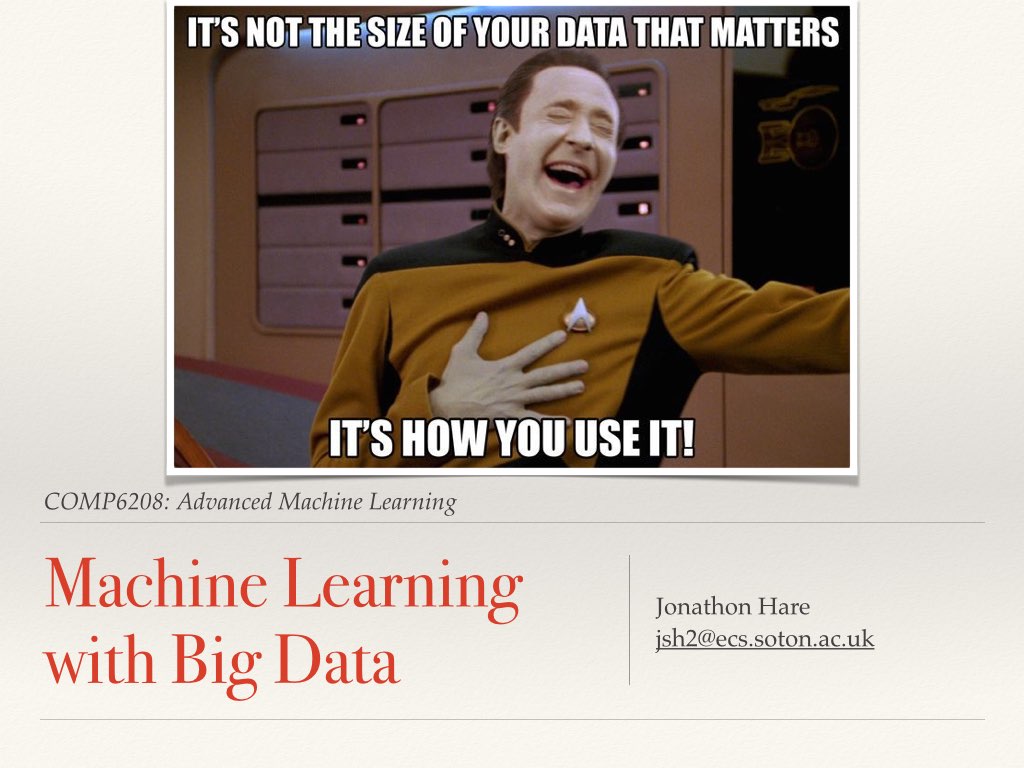 IT'S NOT THE SIZE OF YOUR DATA THAT MATTERS
IT'S HOW YOU USE IT!
COMP6208: Advanced Machine Learning
Machine Learning
with Big Data
Jonathon Hare
jsh2@ecs.soton.ac.uk